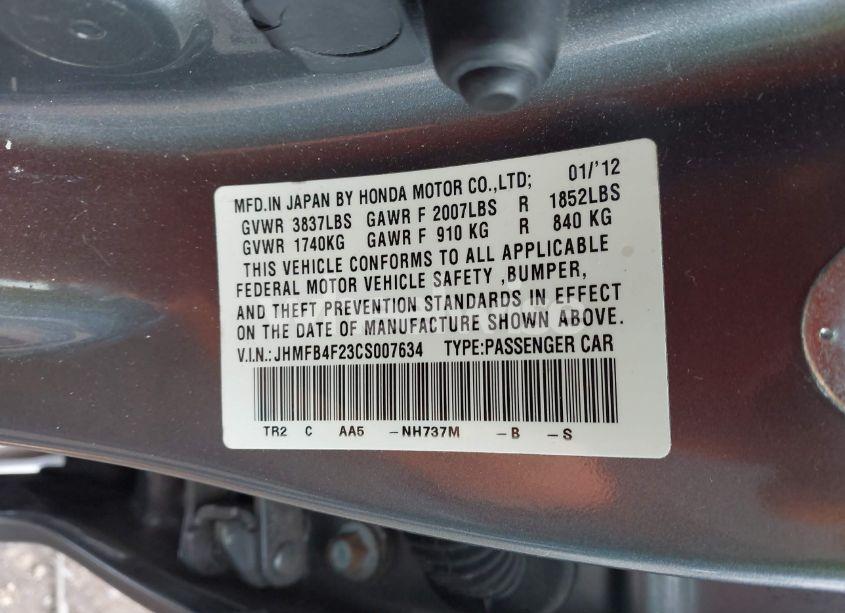 MFD.IN JAPAN BY HONDA MOTOR CO.,LTD; 01/'12
GVWR 3837LBS GAWR F 2007LBS R 1852LBS
GVWR 1740KG GAWR F 910 KG R 840 KG
THIS VEHICLE CONFORMS TO ALL APPLICABLE
FEDERAL MOTOR VEHICLE SAFETY ,BUMPER,
AND THEFT PREVENTION STANDARDS IN EFFECT
ON THE DATE OF MANUFACTURE SHOWN ABOVE.
V.I.N.:JHMFB4F23CS007634 TYPE:PASSENGER CAR
TR2 C AA5 -NH737M -B -S